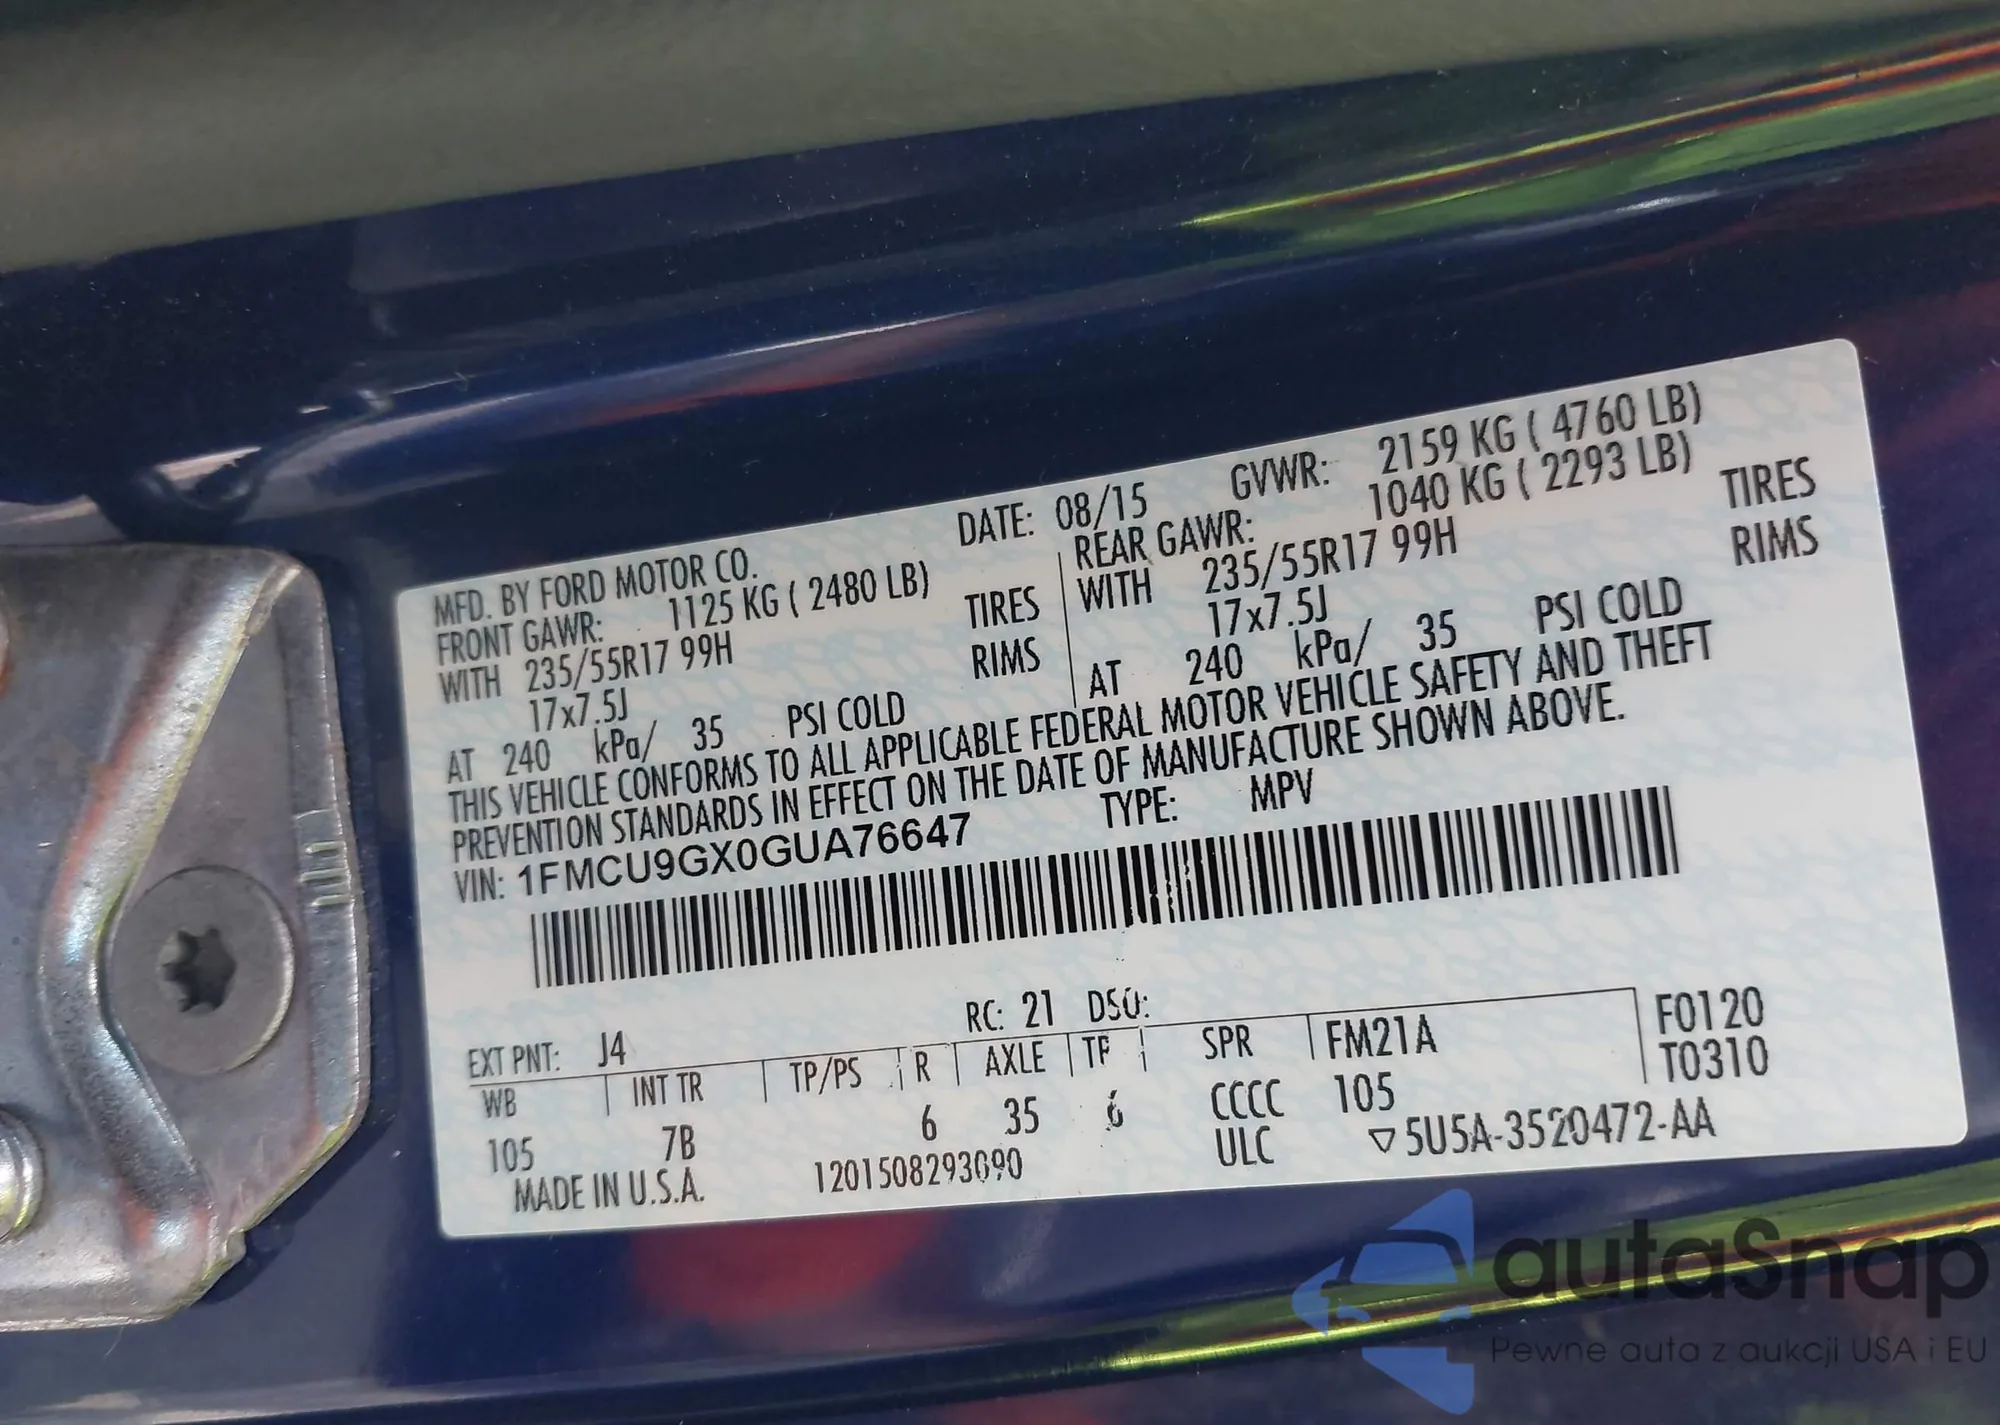 MFD. BY FORD MOTOR CO. DATE: 08/15 GVWR: 2159 KG ( 4760 LB)
FRONT GAWR: 1125 KG ( 2480 LB) REAR GAWR: 1040 KG ( 2293 LB)
WITH 235/55R17 99H TIRES WITH 235/55R17 99H TIRES
17x7.5J RIMS 17x7.5J RIMS
AT 240 kPa/ 35 PSI COLD AT 240 kPa/ 35 PSI COLD
THIS VEHICLE CONFORMS TO ALL APPLICABLE FEDERAL MOTOR VEHICLE SAFETY AND THEFT
PREVENTION STANDARDS IN EFFECT ON THE DATE OF MANUFACTURE SHOWN ABOVE.
VIN: 1FMCU9GX0GUA76647 TYPE: MPV
EXT PNT: J4 RC: 21 DSO: F0120
WB INT TR TP/PS R AXLE TR SPR FM21A T0310
105 7B 6 35 6 CCCC 105
MADE IN U.S.A. 1201508293090 ULC ▽5U5A-3520472-AA
autaSnap
Pewne auta z aukcji USA i EU